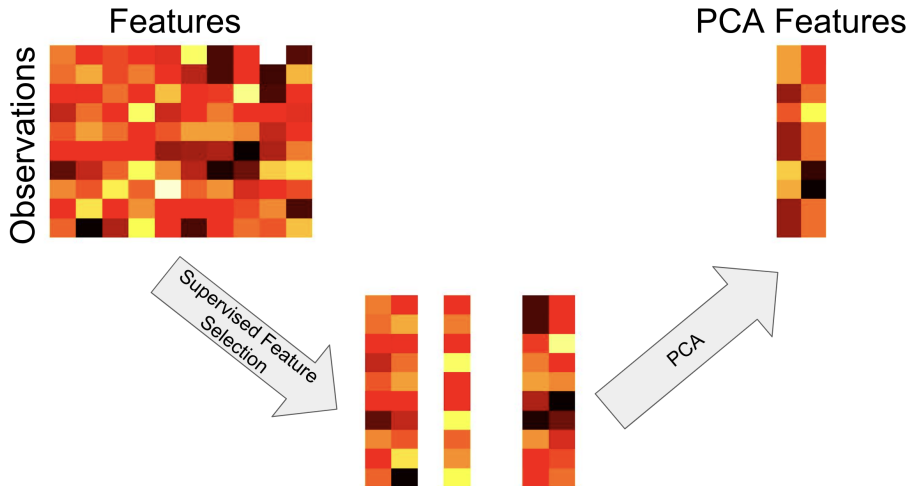 Features
PCA Features
Observations
Supervised Feature
Selection
PCA